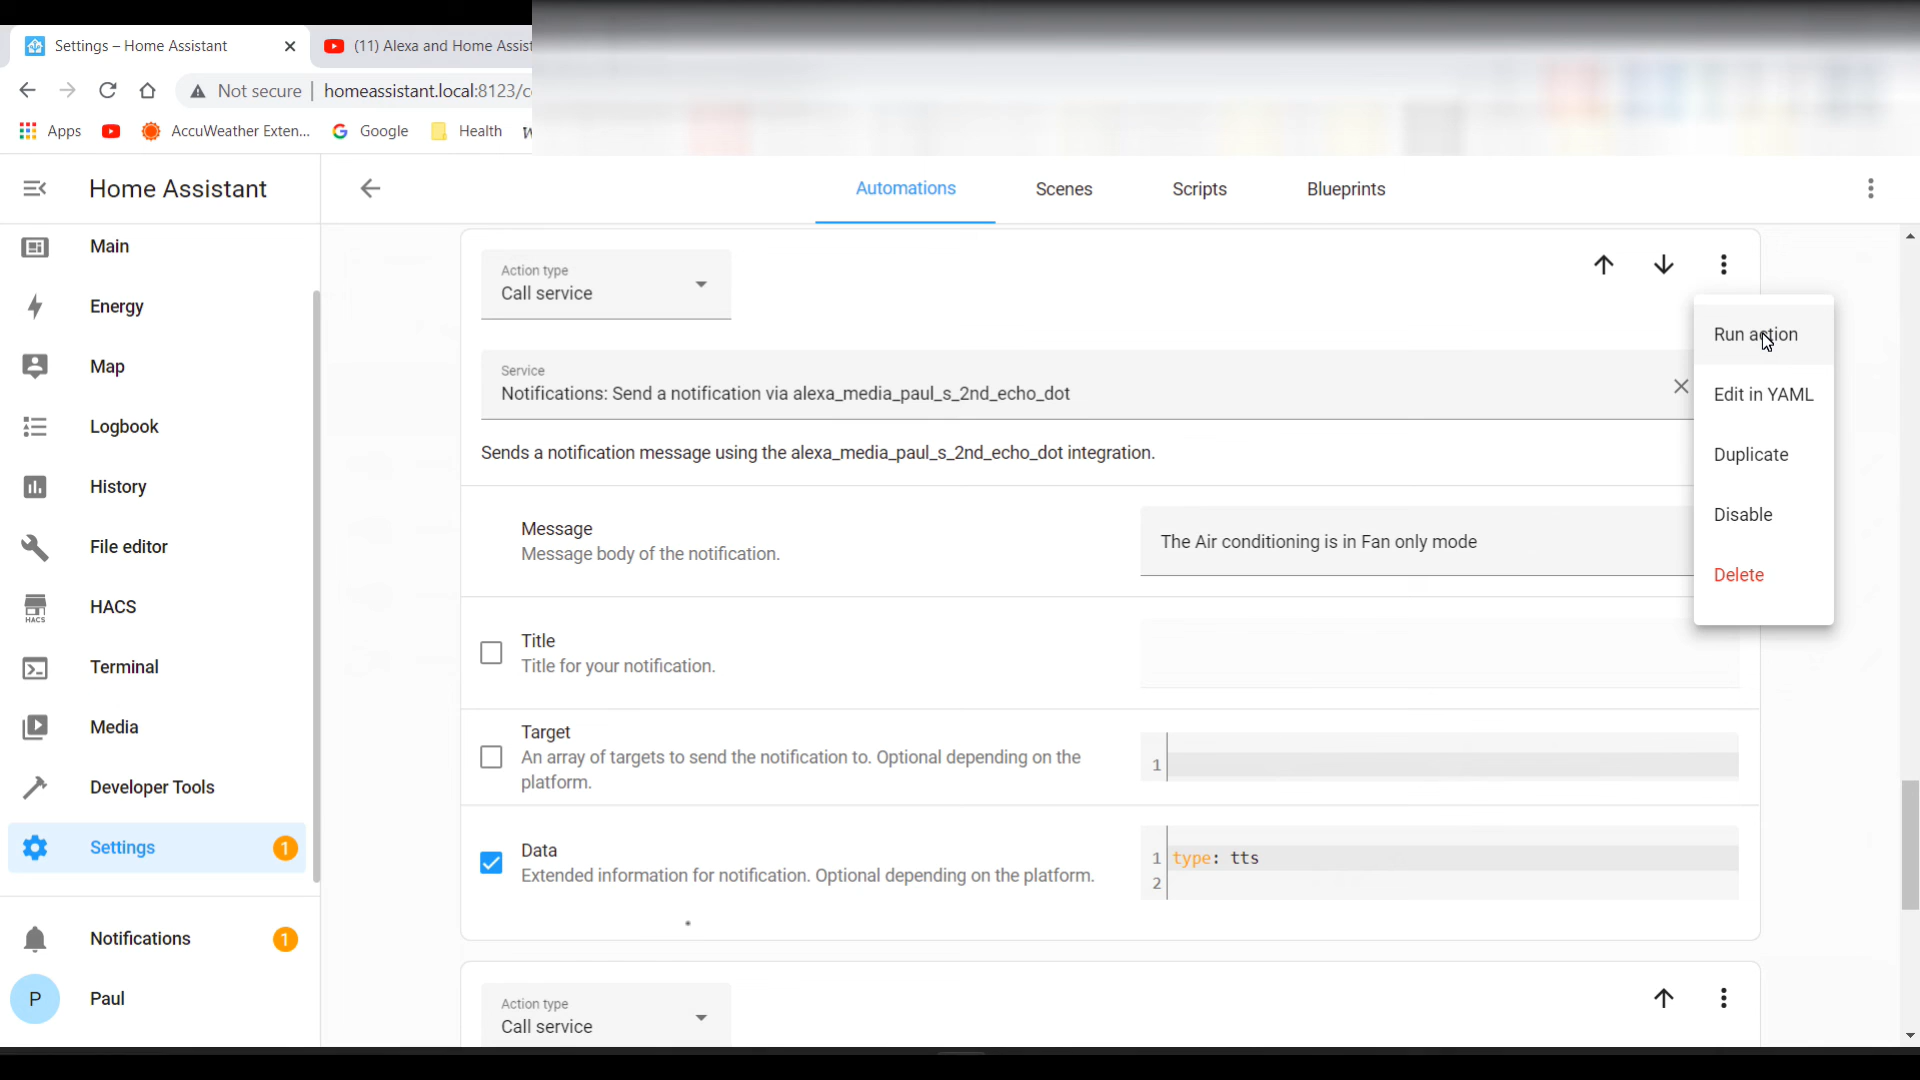 Settings – Home Assistant
(11) Alexa and Home Assist
Not secure | homeassistant.local:8123/c
Apps
AccuWeather Exten...
Google
Health
Home Assistant
Automations
Scenes
Scripts
Blueprints
Main
Energy
Map
Logbook
History
File editor
HACS
HACS
Terminal
Media
Developer Tools
Settings
1
Notifications
1
P
Paul
Action type
Call service
Service
Notifications: Send a notification via alexa_media_paul_s_2nd_echo_dot
Sends a notification message using the alexa_media_paul_s_2nd_echo_dot integration.
Message
Message body of the notification.
The Air conditioning is in Fan only mode
Title
Title for your notification.
Target
An array of targets to send the notification to. Optional depending on the
platform.
1
Data
Extended information for notification. Optional depending on the platform.
1 type: tts
2
Action type
Call service
Run action
Edit in YAML
Duplicate
Disable
Delete